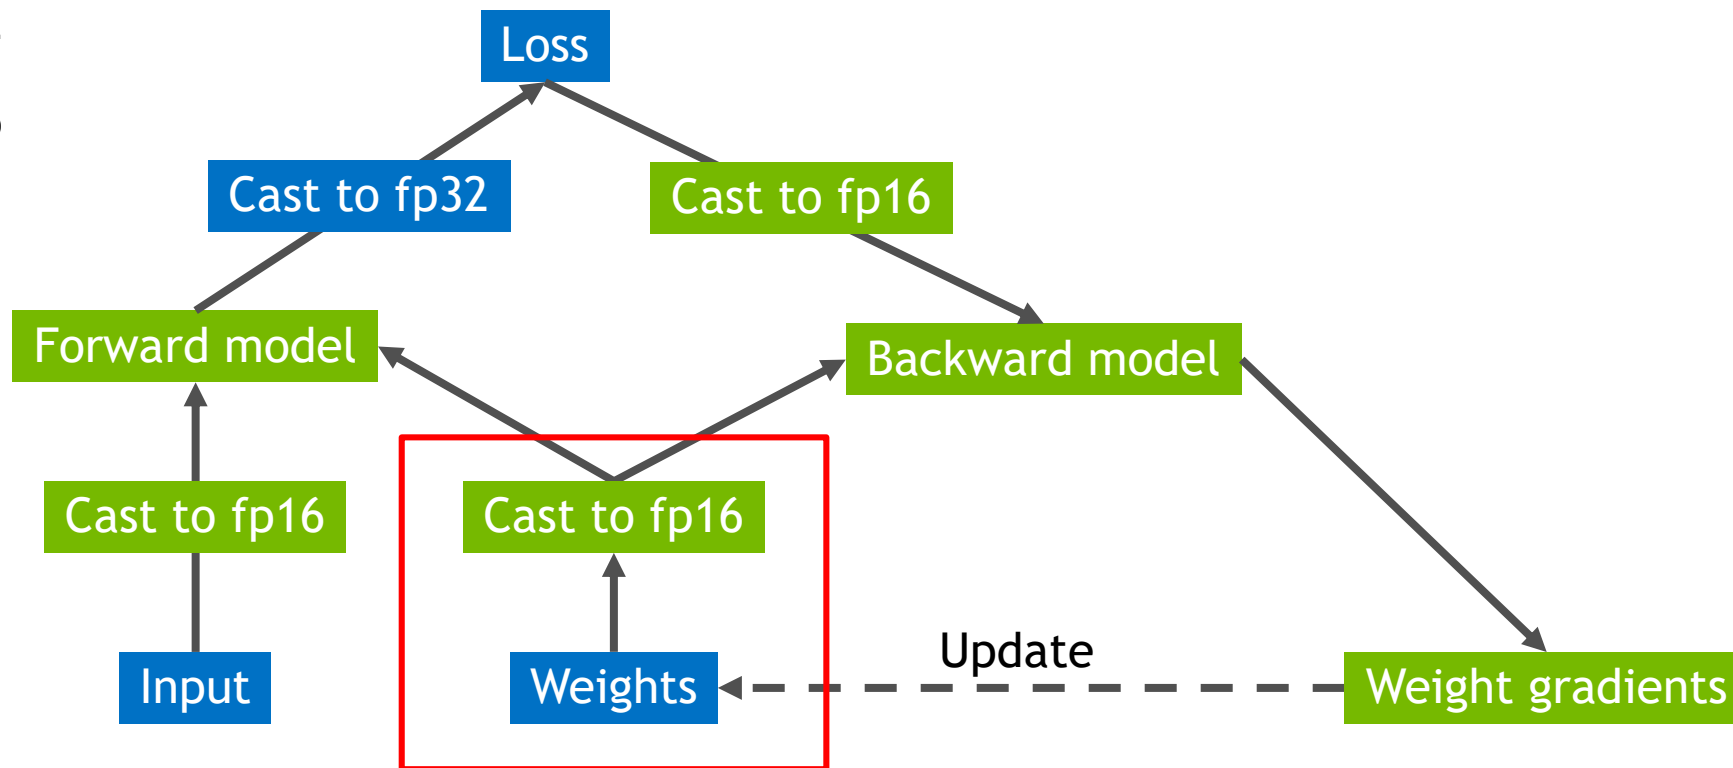 Loss
Cast to fp32
Cast to fp16
Forward model
Backward model
Cast to fp16
Cast to fp16
Update
Input
Weights
Weight gradients